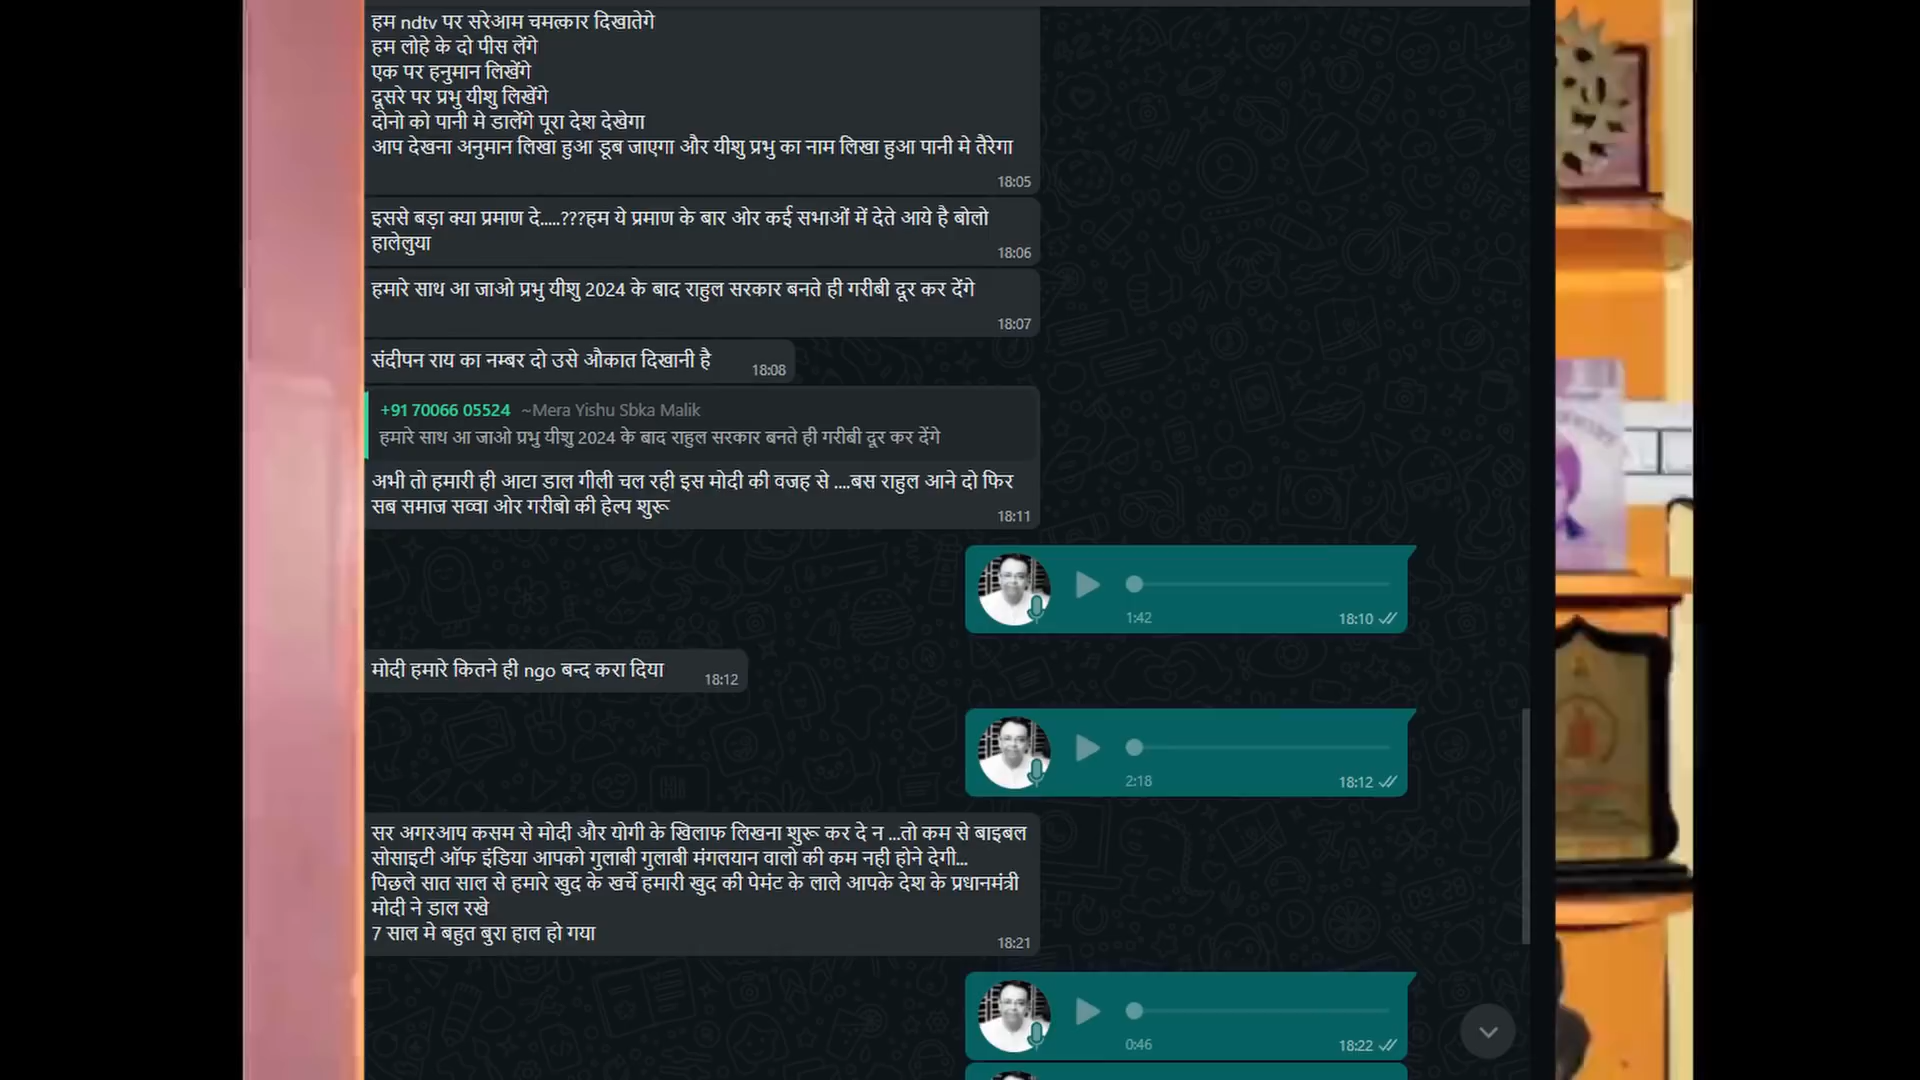 हम ndtv पर सरेआम चमत्कार दिखातेगे
हम लोहे के दो पीस लेंगे
एक पर हनुमान लिखेंगे
दूसरे पर प्रभु यीशु लिखेंगे
दोनो को पानी मे डालेंगे पूरा देश देखेगा
आप देखना अनुमान लिखा हुआ डूब जाएगा और यीशु प्रभु का नाम लिखा हुआ पानी मे तैरेगा
18:05
इससे बड़ा क्या प्रमाण दे.....???हम ये प्रमाण के बार ओर कई सभाओं में देते आये है बोलो
हालेलुया
18:06
हमारे साथ आ जाओ प्रभु यीशु 2024 के बाद राहुल सरकार बनते ही गरीबी दूर कर देंगे
18:07
संदीपन राय का नम्बर दो उसे औकात दिखानी है
18:08
+91 70066 05524 ~Mera Yishu Sbka Malik
हमारे साथ आ जाओ प्रभु यीशु 2024 के बाद राहुल सरकार बनते ही गरीबी दूर कर देंगे
अभी तो हमारी ही आटा डाल गीली चल रही इस मोदी की वजह से ....बस राहुल आने दो फिर
सब समाज सव्वा ओर गरीबो की हेल्प शुरू
18:11
1:42 18:10
मोदी हमारे कितने ही ngo बन्द करा दिया
18:12
2:18 18:12
सर अगरआप कसम से मोदी और योगी के खिलाफ लिखना शुरू कर दे न ...तो कम से बाइबल
सोसाइटी ऑफ इंडिया आपको गुलाबी गुलाबी मंगलयान वालो की कम नही होने देगी...
पिछले सात साल से हमारे खुद के खर्चे हमारी खुद की पेमंट के लाले आपके देश के प्रधानमंत्री
मोदी ने डाल रखे
7 साल मे बहुत बुरा हाल हो गया
18:21
0:46 18:22